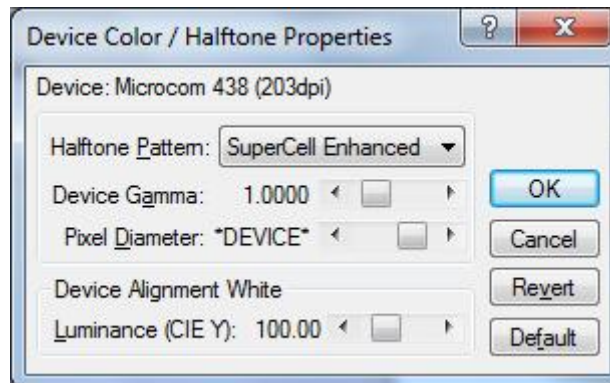 Device Color / Halftone Properties
Device: Microcom 438 (203dpi)
Halftone Pattern: SuperCell Enhanced
Device Gamma: 1.0000
Pixel Diameter: *DEVICE*
Device Alignment White
Luminance (CIE Y): 100.00
OK
Cancel
Revert
Default